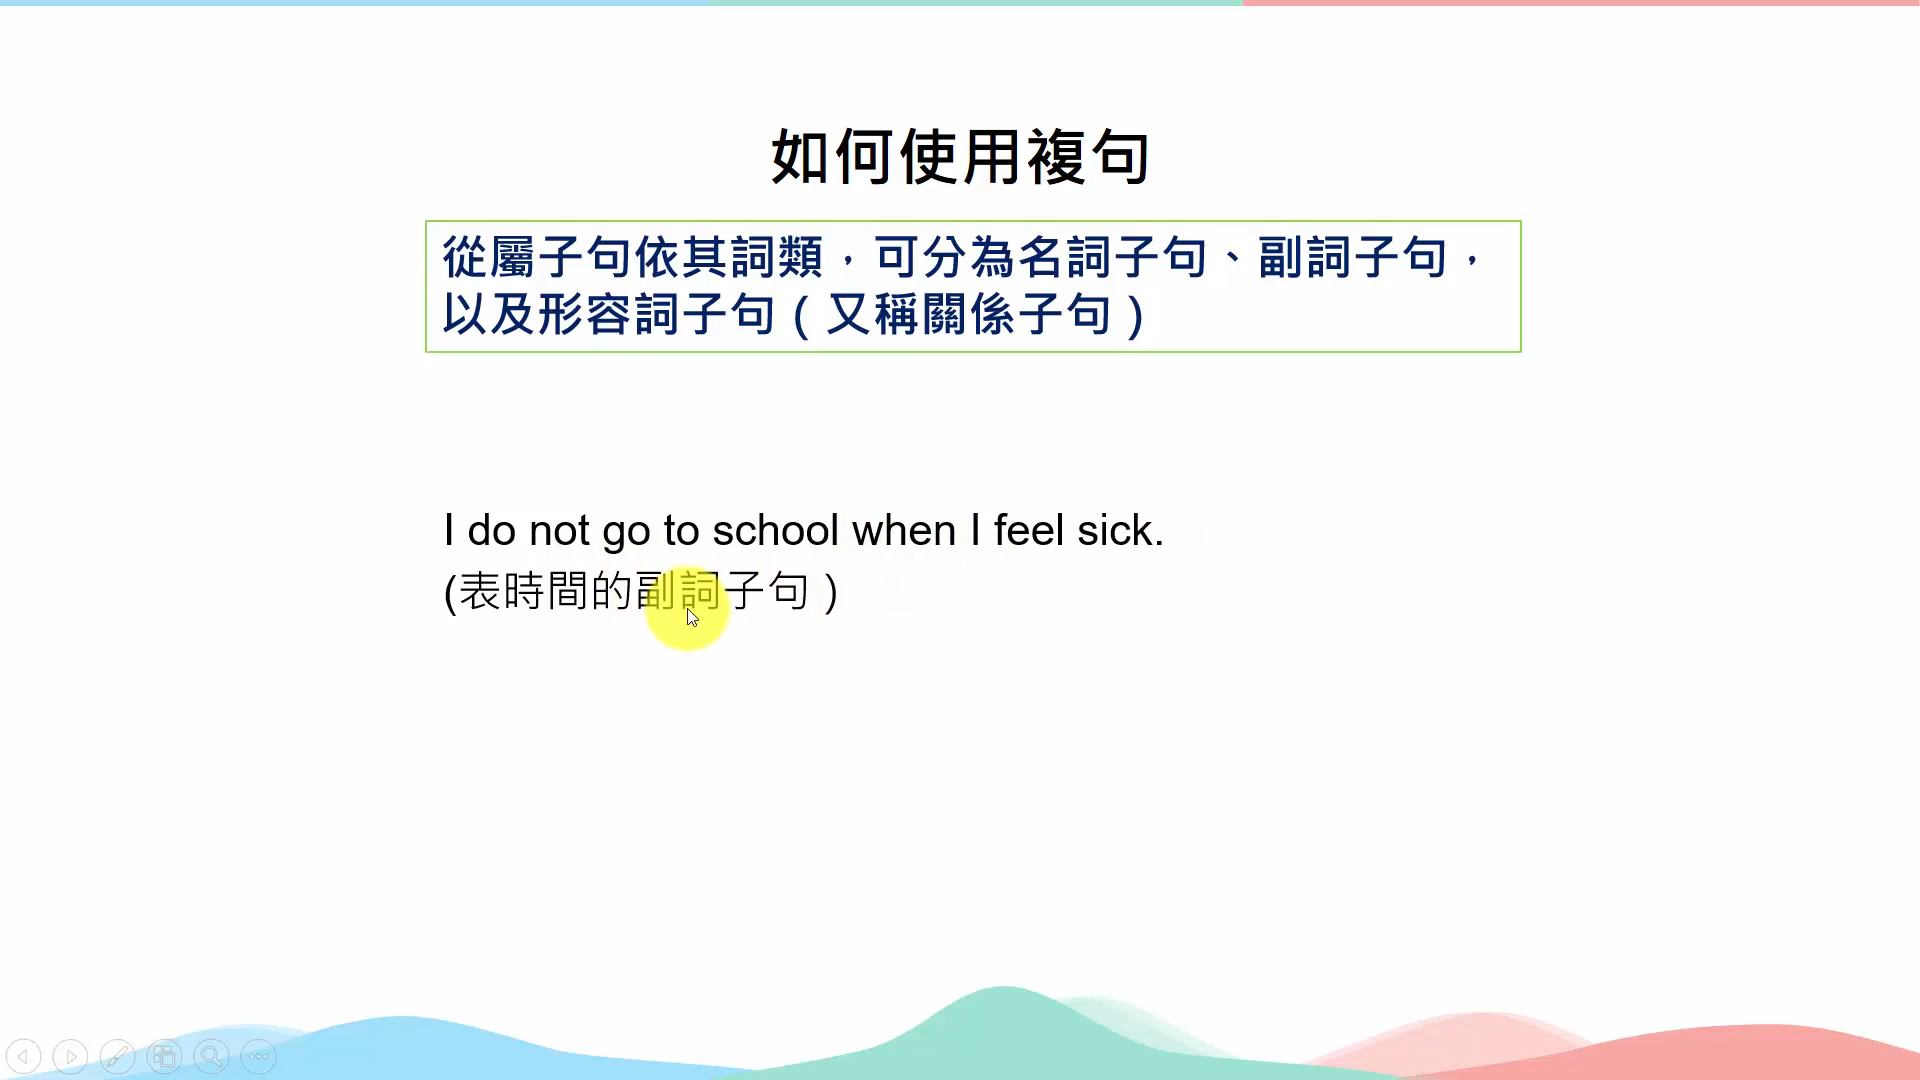 如何使用複句
從屬子句依其詞類，可分為名詞子句、副詞子句，
以及形容詞子句（又稱關係子句）
I do not go to school when I feel sick.
(表時間的副詞子句）